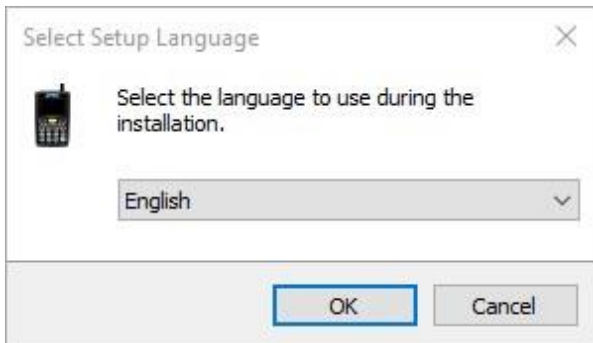 Select Setup Language
Select the language to use during the
installation.
English
OK
Cancel